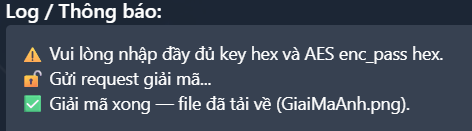 Log / Thông báo:
⚠️ Vui lòng nhập đầy đủ key hex và AES enc_pass hex.
🔓 Gửi request giải mã...
✅ Giải mã xong — file đã tải về (GiaiMaAnh.png).